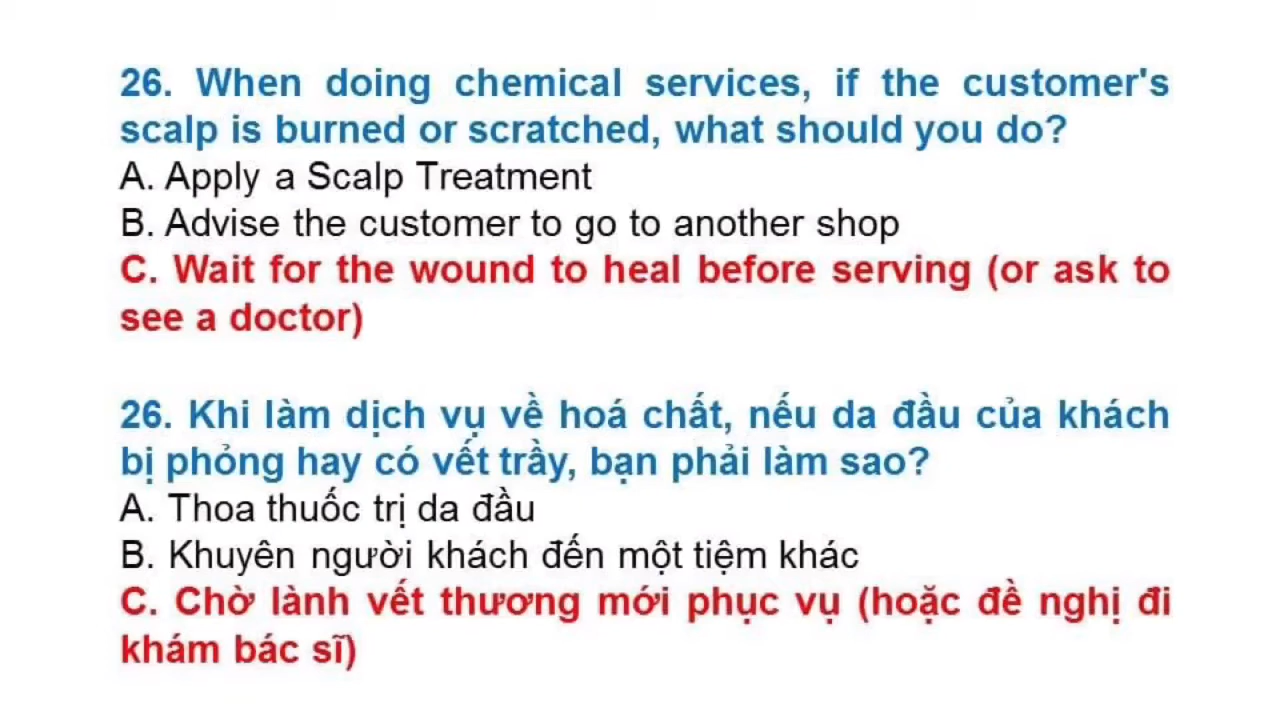 26. When doing chemical services, if the customer's
scalp is burned or scratched, what should you do?
A. Apply a Scalp Treatment
B. Advise the customer to go to another shop
C. Wait for the wound to heal before serving (or ask to
see a doctor)
26. Khi làm dịch vụ về hoá chất, nếu da đầu của khách
bị phỏng hay có vết trầy, bạn phải làm sao?
A. Thoa thuốc trị da đầu
B. Khuyên người khách đến một tiệm khác
C. Chờ lành vết thương mới phục vụ (hoặc đề nghị đi
khám bác sĩ)